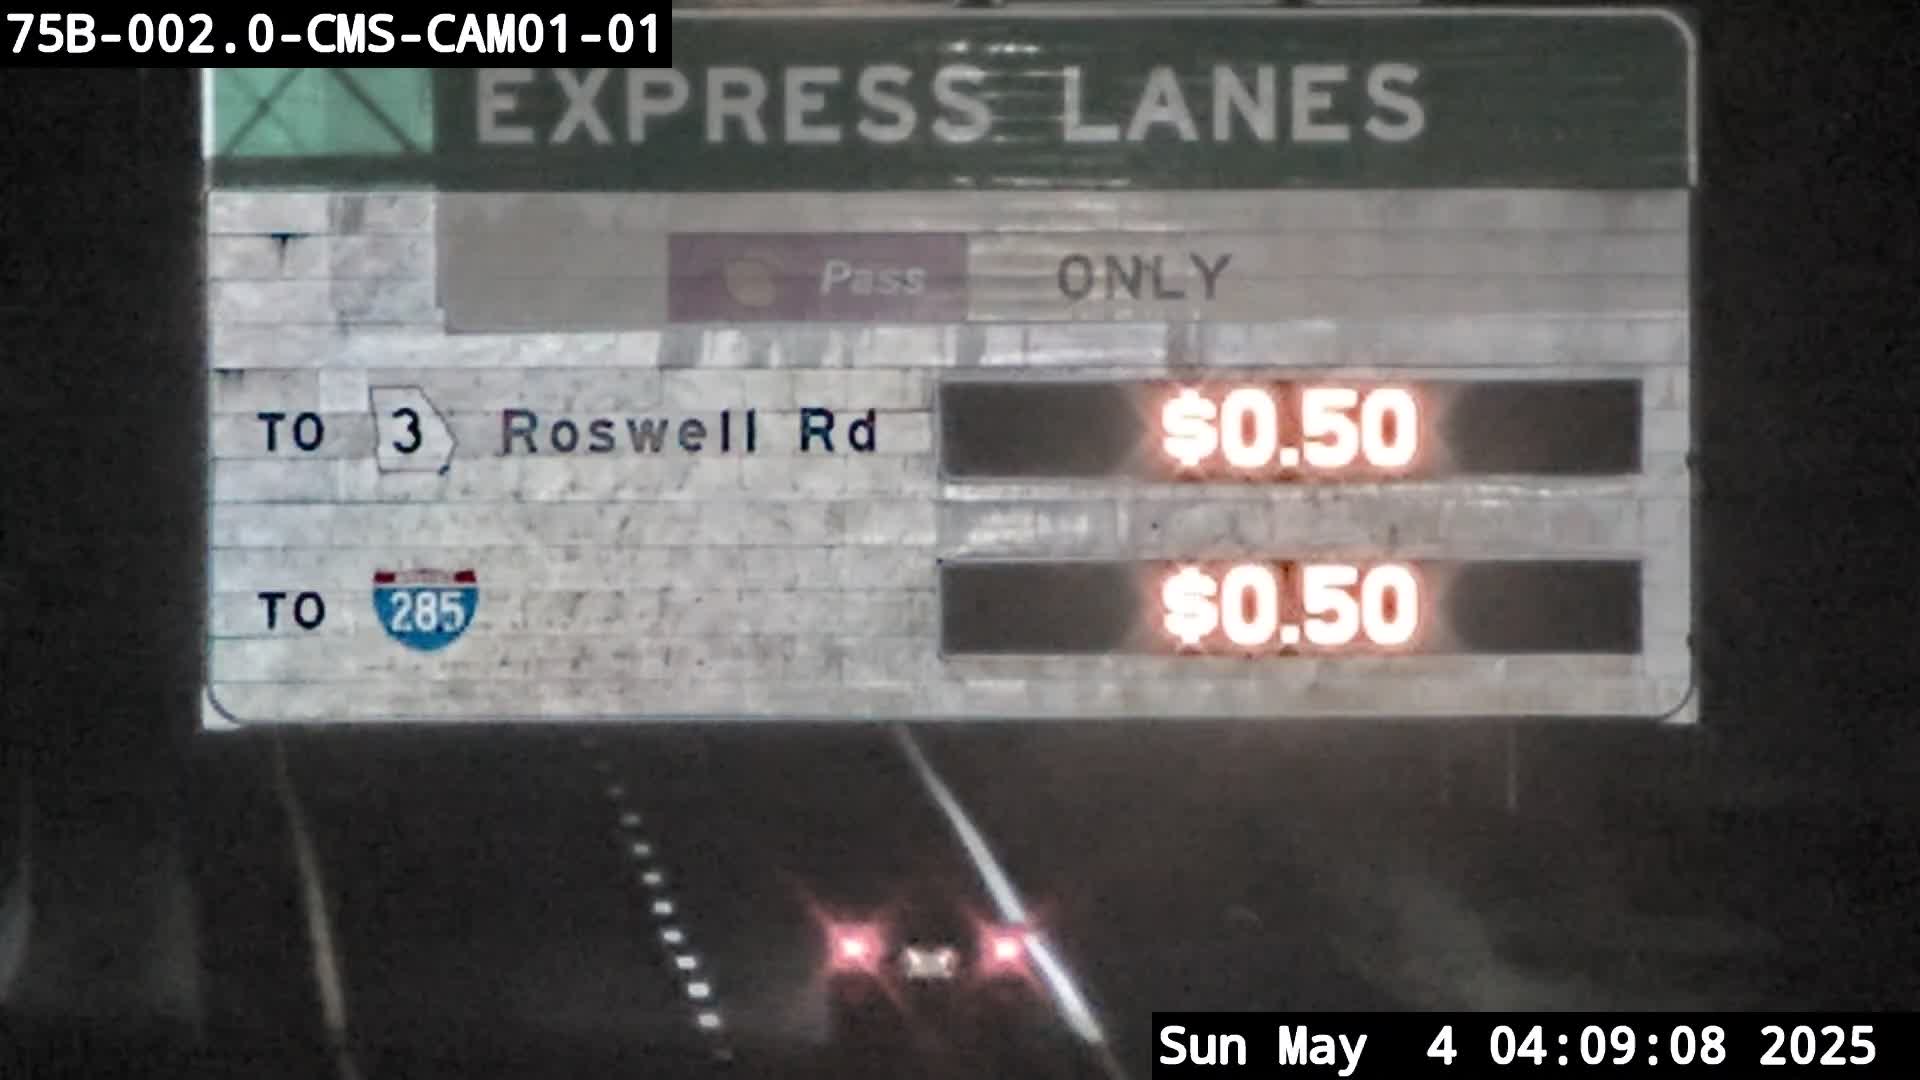 75B-002.0-CMS-CAM01-01
EXPRESS LANES
Pass ONLY
TO 3 Roswell Rd $0.50
TO 285 $0.50
Sun May 4 04:09:08 2025